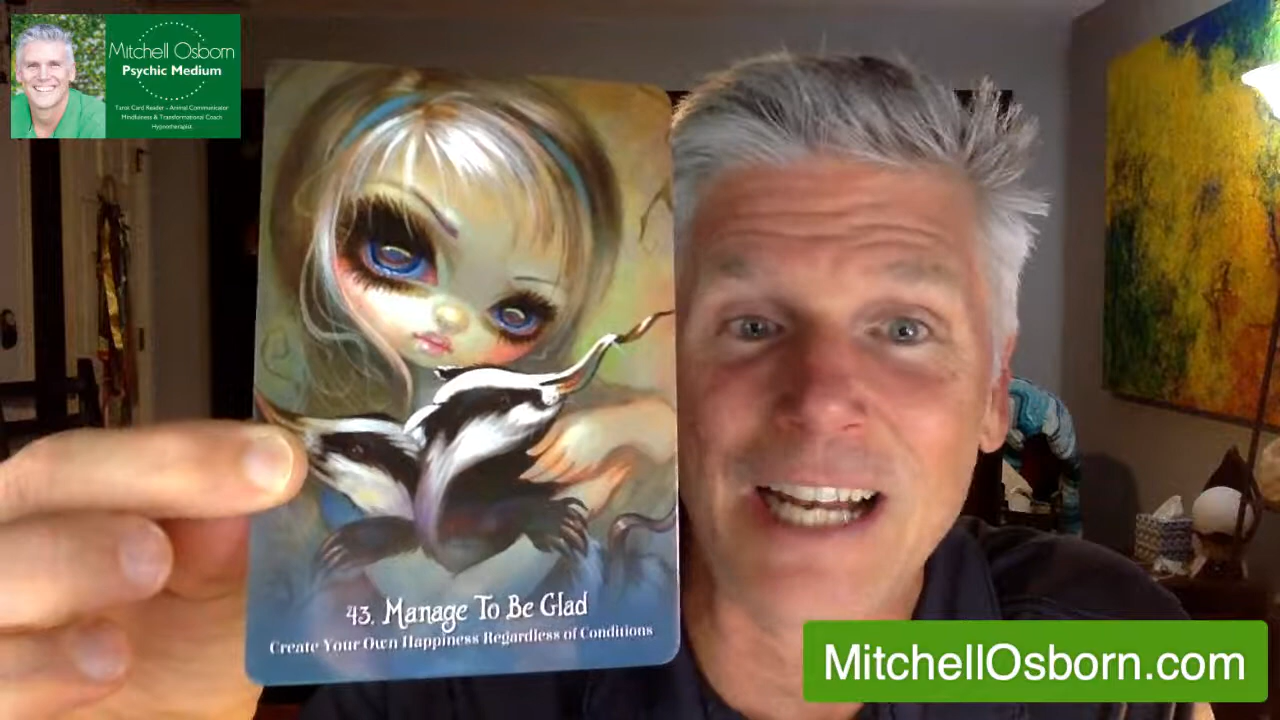 Mitchell Osborn
Psychic Medium
Tarot Card Reader - Animal Communicator
Mindfulness & Transformational Coach
Hypnotherapist
43. Manage To Be Glad
Create Your Own Happiness Regardless of Conditions
MitchellOsborn.com